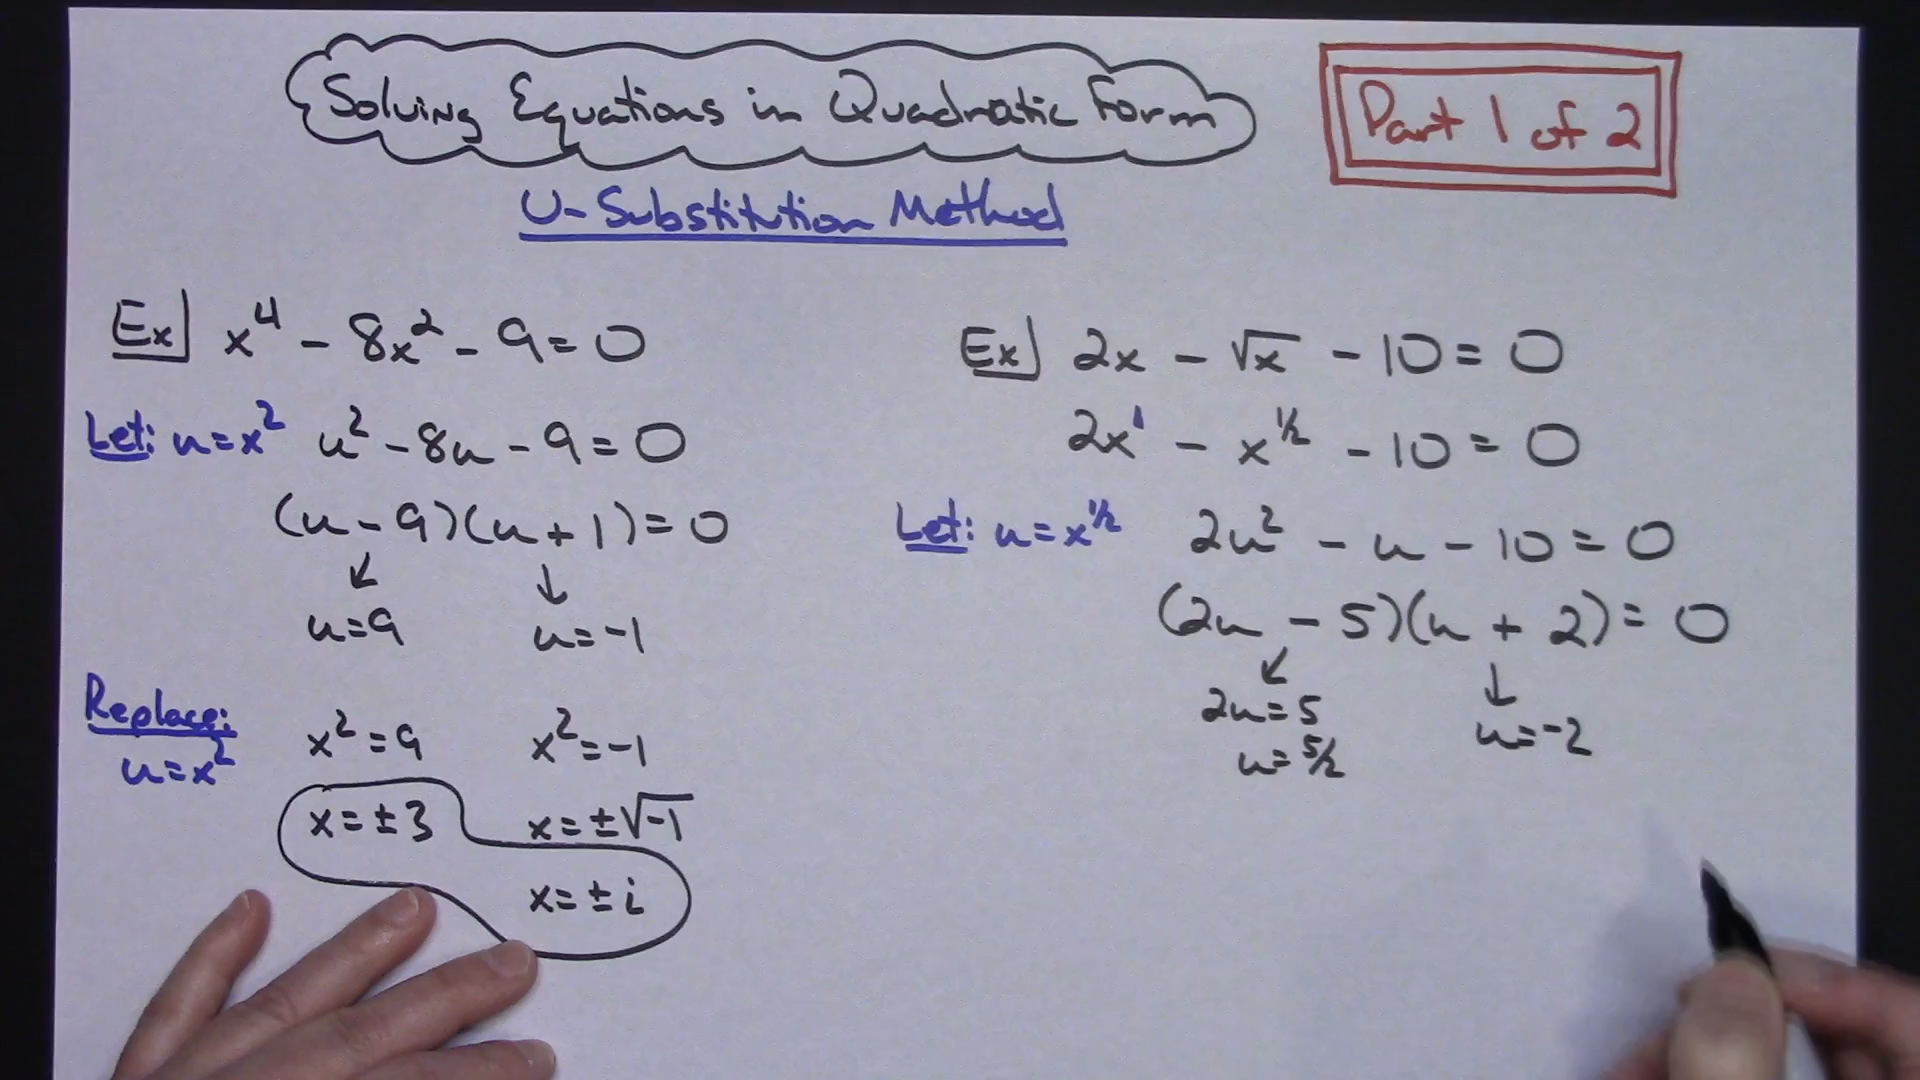 Solving Equations in Quadratic Form
Part 1 of 2
U-Substitution Method
Ex] x⁴ - 8x² - 9 = 0
Let: u=x² u² - 8u - 9 = 0
(u - 9)(u + 1) = 0
↙ ↓
u=9 u=-1
Replace:
u=x²
x²=9 x²=-1
x=±3 x=±√-1
x=±i
Ex] 2x - √x - 10 = 0
2x¹ - x^½ - 10 = 0
Let: u=x^½ 2u² - u - 10 = 0
(2u - 5)(u + 2) = 0
↙ ↓
2u=5 u=-2
u=5/2